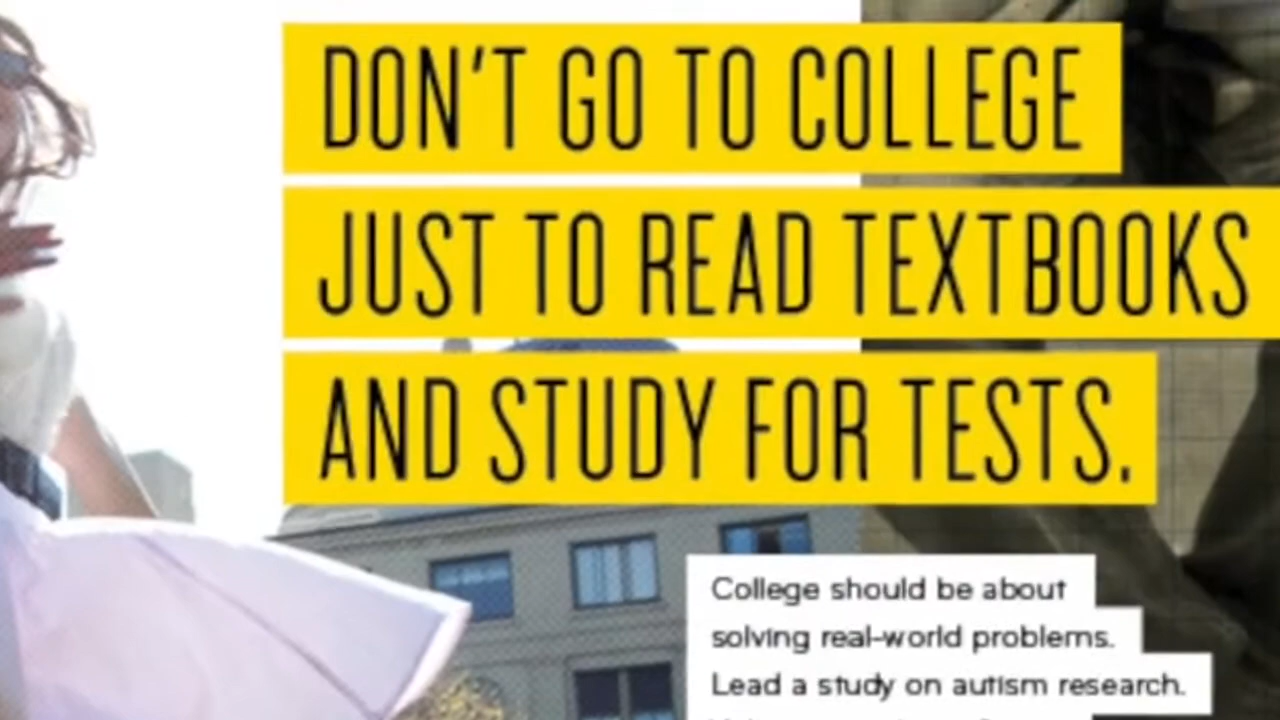 DON'T GO TO COLLEGE
JUST TO READ TEXTBOOKS
AND STUDY FOR TESTS.
College should be about
solving real-world problems.
Lead a study on autism research.